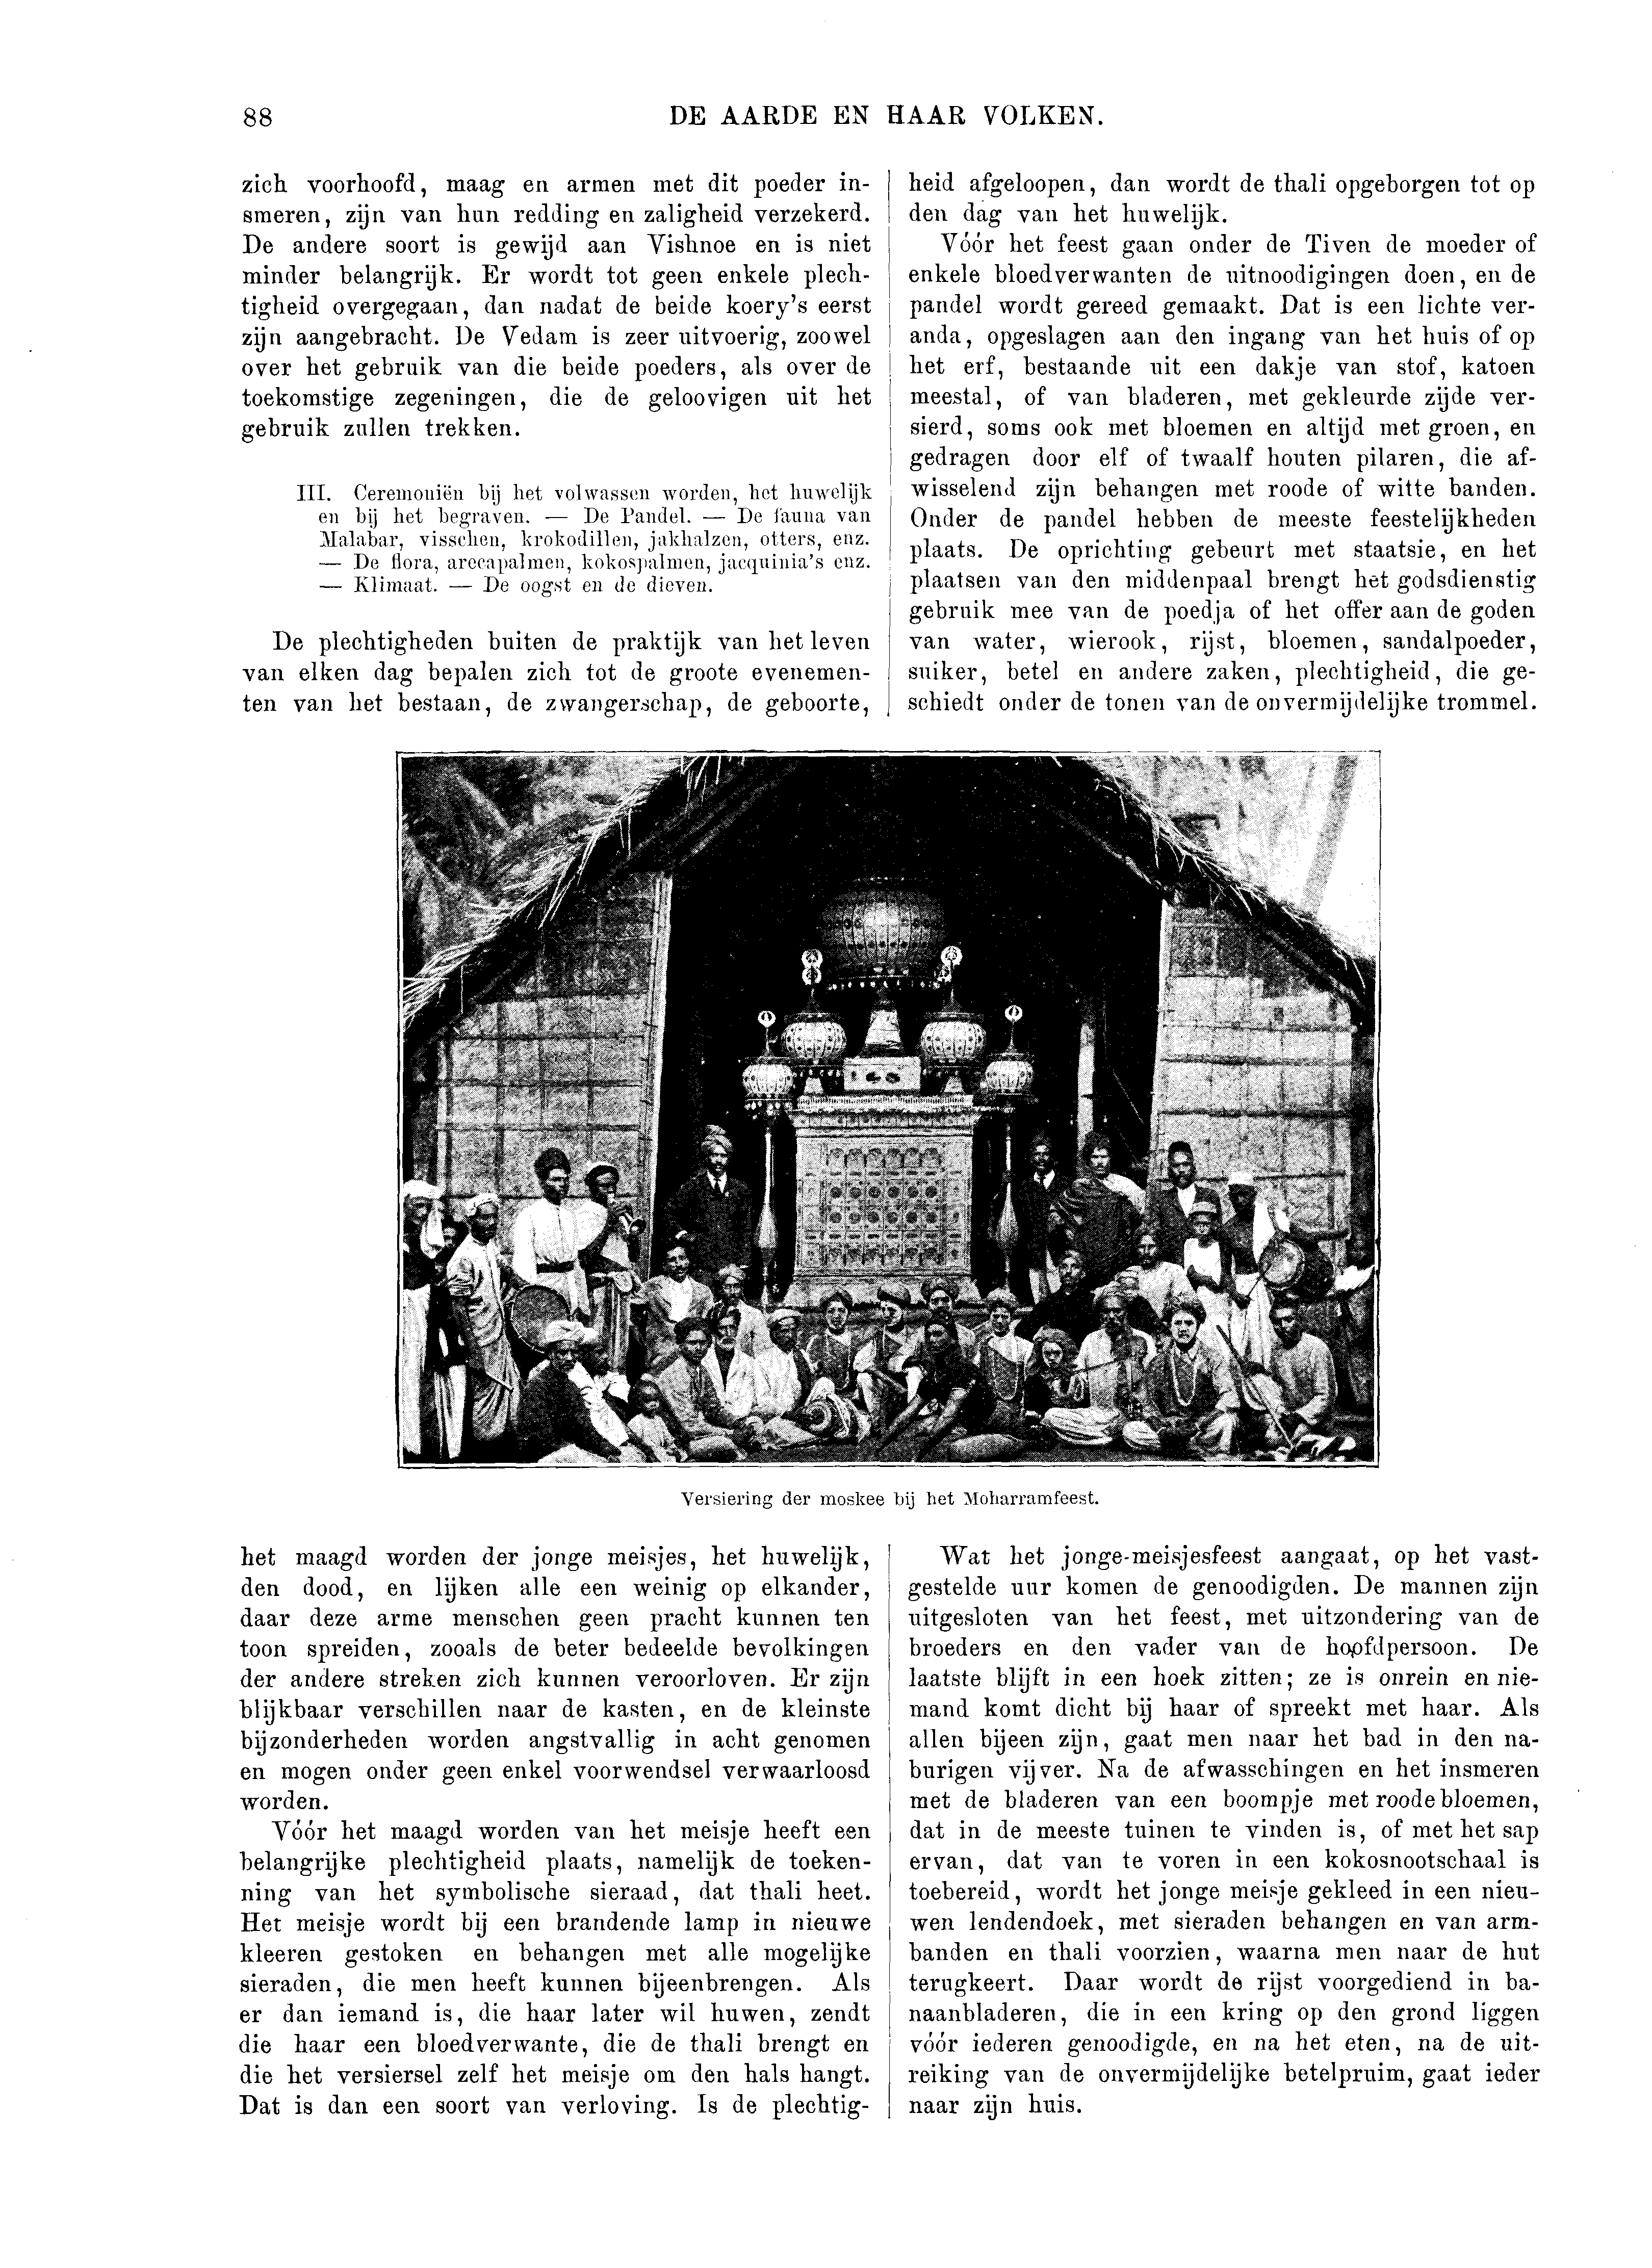 88
DE AARDE EN HAAR VOLKEN.
zich voorhoofd, maag en armen met dit poeder in-
smeren, zijn van hun redding en zaligheid verzekerd.
De andere soort is gewijd aan Vishnoe en is niet
minder belangrijk. Er wordt tot geen enkele plech-
tigheid overgegaan, dan nadat de beide koery's eerst
zijn aangebracht. De Vedam is zeer uitvoerig, zoowel
over het gebruik van die beide poeders, als over de
toekomstige zegeningen, die de geloovigen uit het
gebruik zullen trekken.
III. Ceremoniën bij het volwassen worden, het huwelijk
en bij het begraven. — De Pandel. — De fauna van
Malabar, visschen, krokodillen, jakhalzen, otters, enz.
— De flora, arecapalmen, kokospalmen, jacquinia's enz.
— Klimaat. — De oogst en de dieven.
De plechtigheden buiten de praktijk van het leven
van elken dag bepalen zich tot de groote evenemen-
ten van het bestaan, de zwangerschap, de geboorte,
het maagd worden der jonge meisjes, het huwelijk,
den dood, en lijken alle een weinig op elkander,
daar deze arme menschen geen pracht kunnen ten
toon spreiden, zooals de beter bedeelde bevolkingen
der andere streken zich kunnen veroorloven. Er zijn
blijkbaar verschillen naar de kasten, en de kleinste
bijzonderheden worden angstvallig in acht genomen
en mogen onder geen enkel voorwendsel verwaarloosd
worden.
Vóór het maagd worden van het meisje heeft een
belangrijke plechtigheid plaats, namelijk de toeken-
ning van het symbolische sieraad, dat thali heet.
Het meisje wordt bij een brandende lamp in nieuwe
kleeren gestoken en behangen met alle mogelijke
sieraden, die men heeft kunnen bijeenbrengen. Als
er dan iemand is, die haar later wil huwen, zendt
die haar een bloedverwante, die de thali brengt en
die het versiersel zelf het meisje om den hals hangt.
Dat is dan een soort van verloving. Is de plechtig-
heid afgeloopen, dan wordt de thali opgeborgen tot op
den dag van het huwelijk.
Vóór het feest gaan onder de Tiven de moeder of
enkele bloedverwanten de uitnoodigingen doen, en de
pandel wordt gereed gemaakt. Dat is een lichte ver-
anda, opgeslagen aan den ingang van het huis of op
het erf, bestaande uit een dakje van stof, katoen
meestal, of van bladeren, met gekleurde zijde ver-
sierd, soms ook met bloemen en altijd met groen, en
gedragen door elf of twaalf houten pilaren, die af-
wisselend zijn behangen met roode of witte banden.
Onder de pandel hebben de meeste feestelijkheden
plaats. De oprichting gebeurt met staatsie, en het
plaatsen van den middenpaal brengt het godsdienstig
gebruik mee van de poedja of het offer aan de goden
van water, wierook, rijst, bloemen, sandalpoeder,
suiker, betel en andere zaken, plechtigheid, die ge-
schiedt onder de tonen van de onvermijdelijke trommel.
Versiering der moskee bij het Moharramfeest.
Wat het jonge-meisjesfeest aangaat, op het vast-
gestelde uur komen de genoodigden. De mannen zijn
uitgesloten van het feest, met uitzondering van de
broeders en den vader van de hoofdpersoon. De
laatste blijft in een hoek zitten; ze is onrein en nie-
mand komt dicht bij haar of spreekt met haar. Als
allen bijeen zijn, gaat men naar het bad in den na-
burigen vijver. Na de afwasschingen en het insmeren
met de bladeren van een boompje met roode bloemen,
dat in de meeste tuinen te vinden is, of met het sap
ervan, dat van te voren in een kokosnootschaal is
toebereid, wordt het jonge meisje gekleed in een nieu-
wen lendendoek, met sieraden behangen en van arm-
banden en thali voorzien, waarna men naar de hut
terugkeert. Daar wordt de rijst voorgediend in ba-
naanbladeren, die in een kring op den grond liggen
vóór iederen genoodigde, en na het eten, na de uit-
reiking van de onvermijdelijke betelpruim, gaat ieder
naar zijn huis.